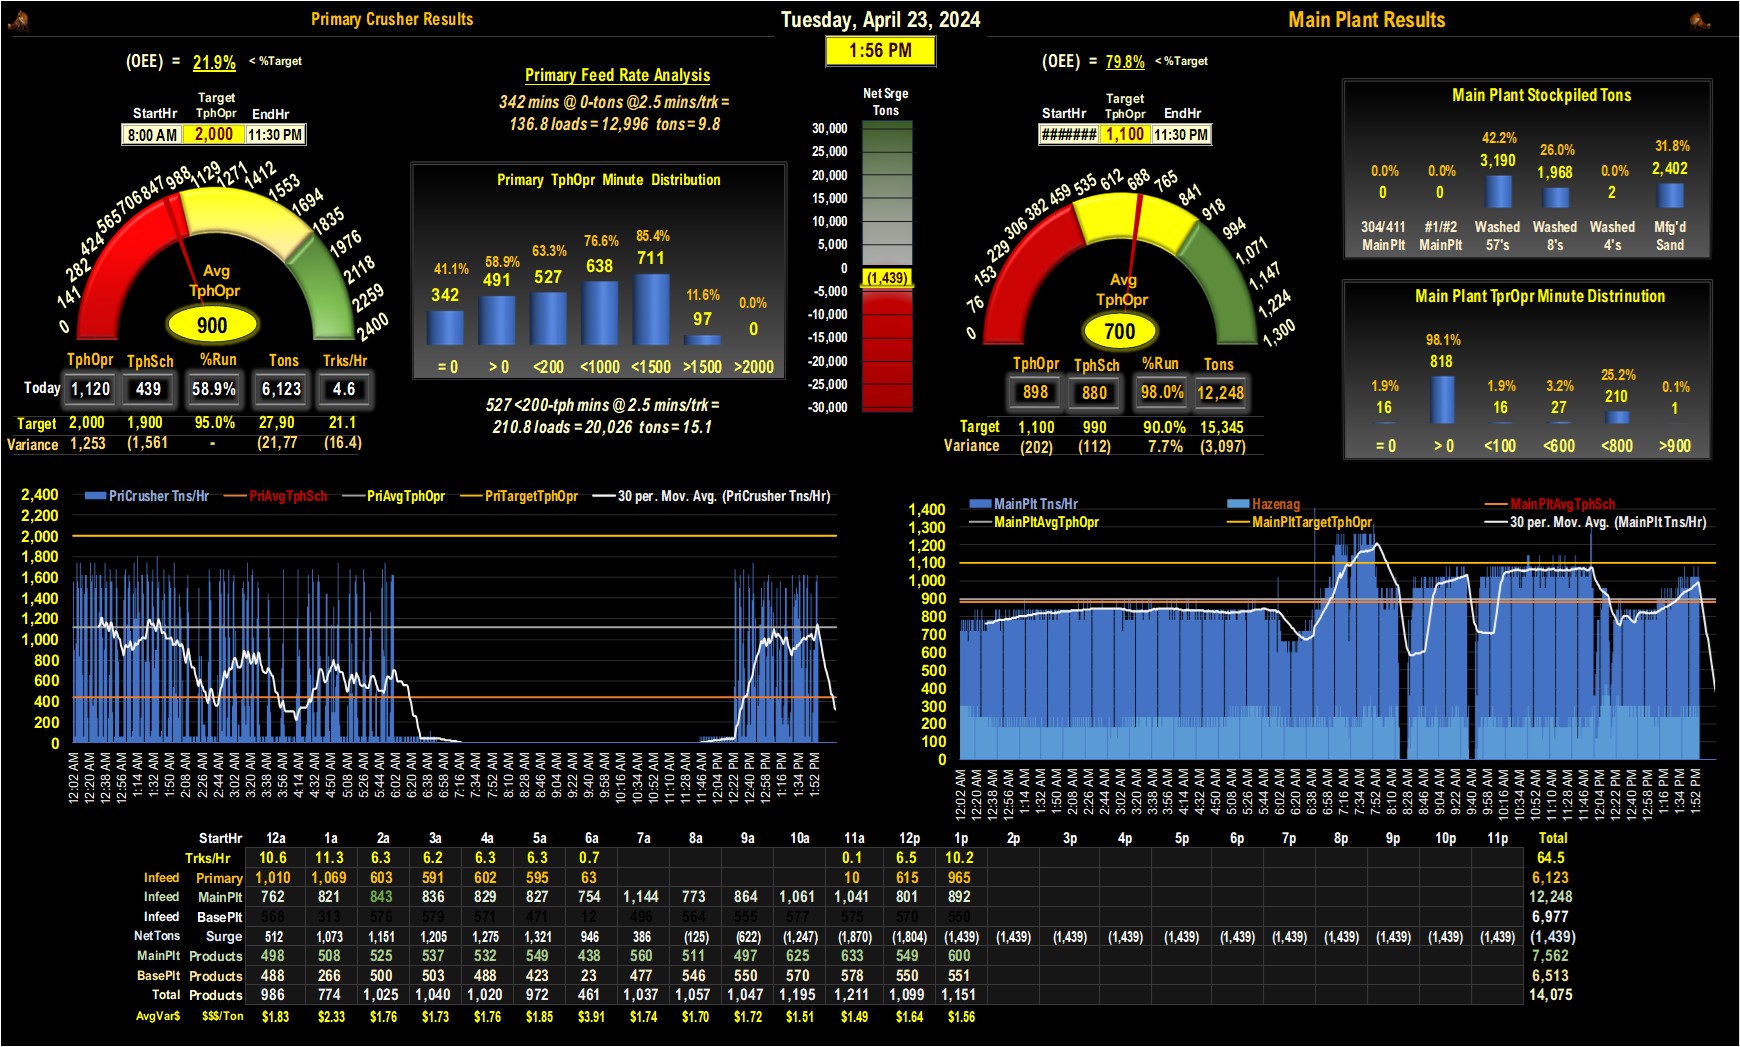 Primary Crusher Results
Tuesday, April 23, 2024
Main Plant Results
1:56 PM
(OEE) = 21.9% < %Target
Target
StartHr TphOpr EndHr
8:00 AM 2,000 11:30 PM
0 141 282 424 565 706 847 988 1129 1271 1412 1553 1694 1835 1976 2118 2259 2400
Avg
TphOpr
900
TphOpr TphSch %Run Tons Trks/Hr
Today 1,120 439 58.9% 6,123 4.6
Target 2,000 1,900 95.0% 27,90 21.1
Variance 1,253 (1,561 - (21,77 (16.4)
Primary Feed Rate Analysis
342 mins @ 0-tons @2.5 mins/trk =
136.8 loads = 12,996 tons = 9.8
Primary TphOpr Minute Distribution
41.1% 58.9% 63.3% 76.6% 85.4% 11.6% 0.0%
342 491 527 638 711 97 0
= 0 > 0 <200 <1000 <1500 >1500 >2000
527 <200-tph mins @ 2.5 mins/trk =
210.8 loads = 20,026 tons = 15.1
Net Srge
Tons
30,000
25,000
20,000
15,000
10,000
5,000
0
(1,439)
-5,000
-10,000
-15,000
-20,000
-25,000
-30,000
(OEE) = 79.8% < %Target
Target
StartHr TphOpr EndHr
####### 1,100 11:30 PM
0 76 153 229 306 382 459 535 612 688 765 841 918 994 1,071 1,147 1,224 1,300
Avg
TphOpr
700
TphOpr TphSch %Run Tons
898 880 98.0% 12,248
Target 1,100 990 90.0% 15,345
Variance (202) (112) 7.7% (3,097)
Main Plant Stockpiled Tons
0.0% 0.0% 42.2% 26.0% 0.0% 31.8%
0 0 3,190 1,968 2 2,402
304/411 #1/#2 Washed Washed Washed Mfg'd
MainPlt MainPlt 57's 8's 4's Sand
Main Plant TprOpr Minute Distrinution
1.9% 98.1% 1.9% 3.2% 25.2% 0.1%
16 818 16 27 210 1
= 0 > 0 <100 <600 <800 >900
PriCrusher Tns/Hr PriAvgTphSch PriAvgTphOpr PriTargetTphOpr 30 per. Mov. Avg. (PriCrusher Tns/Hr)
2,400
2,200
2,000
1,800
1,600
1,400
1,200
1,000
800
600
400
200
0
12:02 AM 12:20 AM 12:38 AM 12:56 AM 1:14 AM 1:32 AM 1:50 AM 2:08 AM 2:26 AM 2:44 AM 3:02 AM 3:20 AM 3:38 AM 3:56 AM 4:14 AM 4:32 AM 4:50 AM 5:08 AM 5:26 AM 5:44 AM 6:02 AM 6:20 AM 6:38 AM 6:58 AM 7:16 AM 7:34 AM 7:52 AM 8:10 AM 8:28 AM 8:46 AM 9:04 AM 9:22 AM 9:40 AM 9:58 AM 10:16 AM 10:34 AM 10:52 AM 11:10 AM 11:28 AM 11:46 AM 12:04 PM 12:22 PM 12:40 PM 12:58 PM 1:16 PM 1:34 PM 1:52 PM
MainPlt Tns/Hr Hazenag MainPltAvgTphSch
MainPltAvgTphOpr MainPltTargetTphOpr 30 per. Mov. Avg. (MainPlt Tns/Hr)
1,400
1,300
1,200
1,100
1,000
900
800
700
600
500
400
300
200
100
0
12:02 AM 12:20 AM 12:38 AM 12:56 AM 1:14 AM 1:32 AM 1:50 AM 2:08 AM 2:26 AM 2:44 AM 3:02 AM 3:20 AM 3:38 AM 3:56 AM 4:14 AM 4:32 AM 4:50 AM 5:08 AM 5:26 AM 5:44 AM 6:02 AM 6:20 AM 6:38 AM 6:58 AM 7:16 AM 7:34 AM 7:52 AM 8:10 AM 8:28 AM 8:46 AM 9:04 AM 9:22 AM 9:40 AM 9:58 AM 10:16 AM 10:34 AM 10:52 AM 11:10 AM 11:28 AM 11:46 AM 12:04 PM 12:22 PM 12:40 PM 12:58 PM 1:16 PM 1:34 PM 1:52 PM
StartHr 12a 1a 2a 3a 4a 5a 6a 7a 8a 9a 10a 11a 12p 1p 2p 3p 4p 5p 6p 7p 8p 9p 10p 11p Total
Trks/Hr 10.6 11.3 6.3 6.2 6.3 6.3 0.7 0.1 6.5 10.2 64.5
Infeed Primary 1,010 1,069 603 591 602 595 63 10 615 965 6,123
Infeed MainPlt 762 821 843 836 829 827 754 1,144 773 864 1,061 1,041 801 892 12,248
Infeed BasePlt 568 313 576 579 571 471 12 496 564 555 577 575 570 550 6,977
NetTons Surge 512 1,073 1,151 1,205 1,275 1,321 946 386 (125) (622) (1,247) (1,870) (1,804) (1,439) (1,439) (1,439) (1,439) (1,439) (1,439) (1,439) (1,439) (1,439) (1,439) (1,439) (1,439)
MainPlt Products 498 508 525 537 532 549 438 560 511 497 625 633 549 600 7,562
BasePlt Products 488 266 500 503 488 423 23 477 546 550 570 578 550 551 6,513
Total Products 986 774 1,025 1,040 1,020 972 461 1,037 1,057 1,047 1,195 1,211 1,099 1,151 14,075
AvgVar$ $$$/Ton $1.83 $2.33 $1.76 $1.73 $1.76 $1.85 $3.91 $1.74 $1.70 $1.72 $1.51 $1.49 $1.64 $1.56